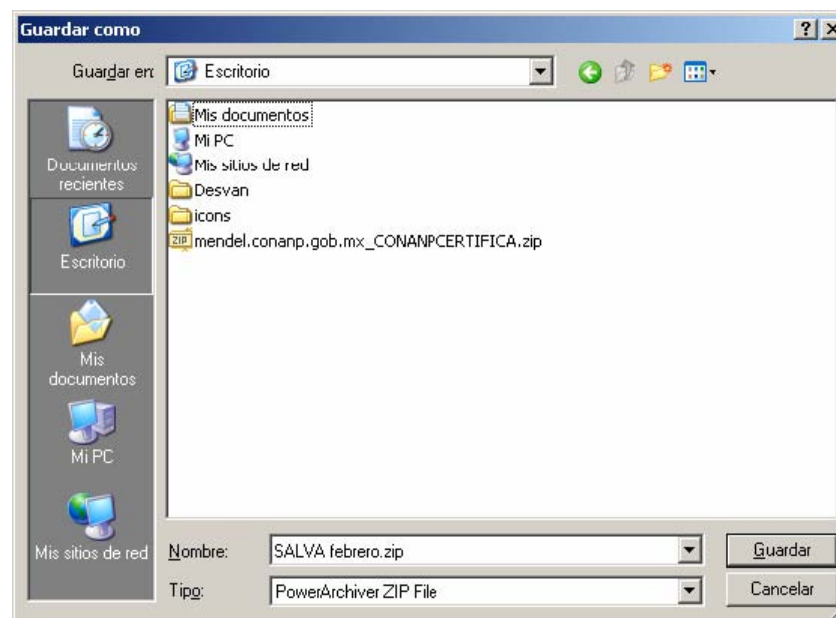 Guardar como
Guardar en:
Escritorio
Mis documentos
Mi PC
Mis sitios de red
Desvan
icons
ZIP
mendel.conanp.gob.mx_CONANPCERTIFICA.zip
Documentos
recientes
Escritorio
Mis
documentos
Mi PC
Mis sitios de red
Nombre:
SALVA febrero.zip
Guardar
Tipo:
PowerArchiver ZIP File
Cancelar